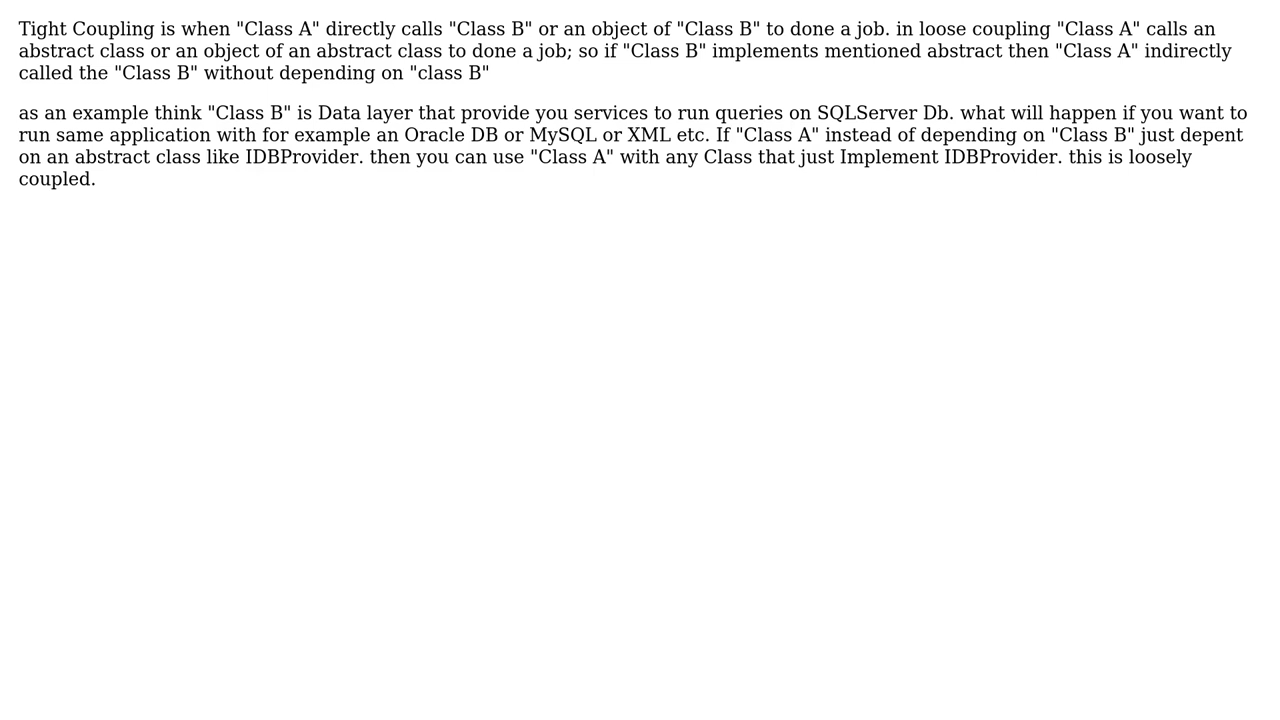 Tight Coupling is when "Class A" directly calls "Class B" or an object of "Class B" to done a job. in loose coupling "Class A" calls an
abstract class or an object of an abstract class to done a job; so if "Class B" implements mentioned abstract then "Class A" indirectly
called the "Class B" without depending on "class B"
as an example think "Class B" is Data layer that provide you services to run queries on SQLServer Db. what will happen if you want to
run same application with for example an Oracle DB or MySQL or XML etc. If "Class A" instead of depending on "Class B" just depent
on an abstract class like IDBProvider. then you can use "Class A" with any Class that just Implement IDBProvider. this is loosely
coupled.